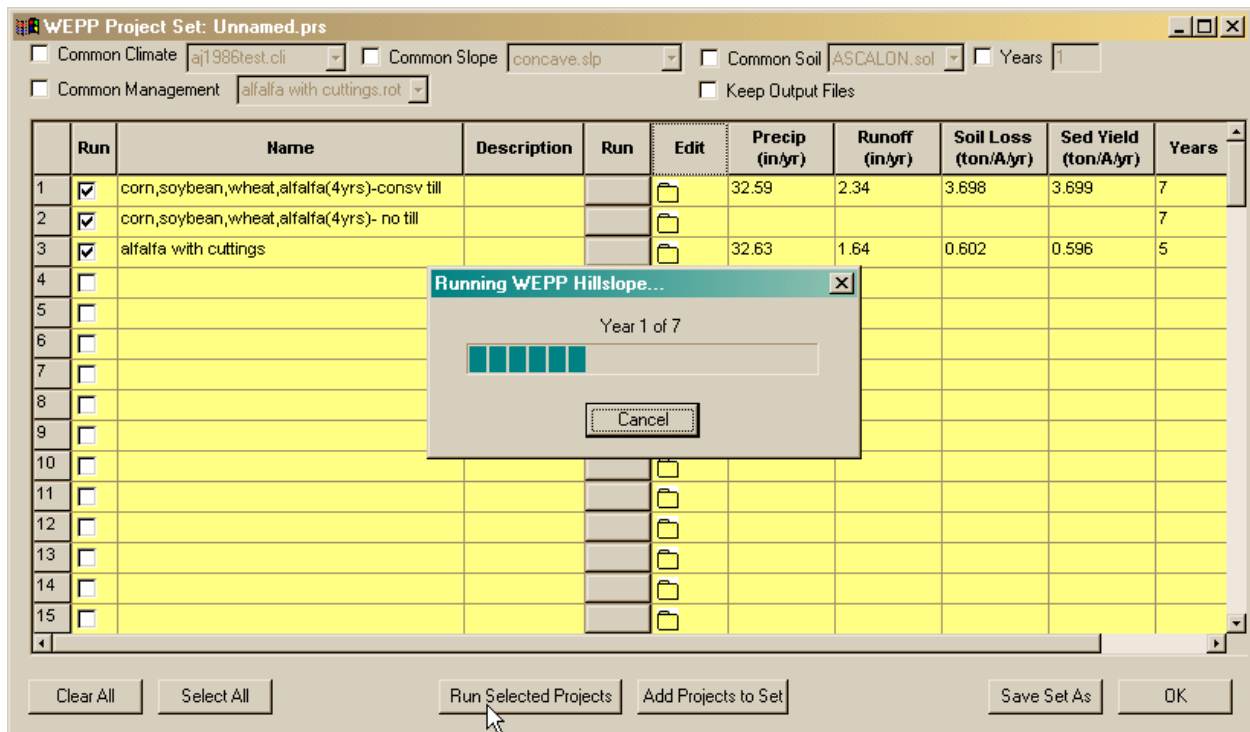 WEPP Project Set: Unnamed.prs
Common Climate aj1986test.cli Common Slope concave.slp Common Soil ASCALON.sol Years 1
Common Management alfalfa with cuttings.rot Keep Output Files
Run Name Description Run Edit Precip (in/yr) Runoff (in/yr) Soil Loss (ton/A/yr) Sed Yield (ton/A/yr) Years
1 corn,soybean,wheat,alfalfa(4yrs)-consv till 32.59 2.34 3.698 3.699 7
2 corn,soybean,wheat,alfalfa(4yrs)- no till 7
3 alfalfa with cuttings 32.63 1.64 0.602 0.596 5
4
5
6
7
8
9
10
11
12
13
14
15
Running WEPP Hillslope...
Year 1 of 7
Cancel
Clear All Select All Run Selected Projects Add Projects to Set Save Set As OK